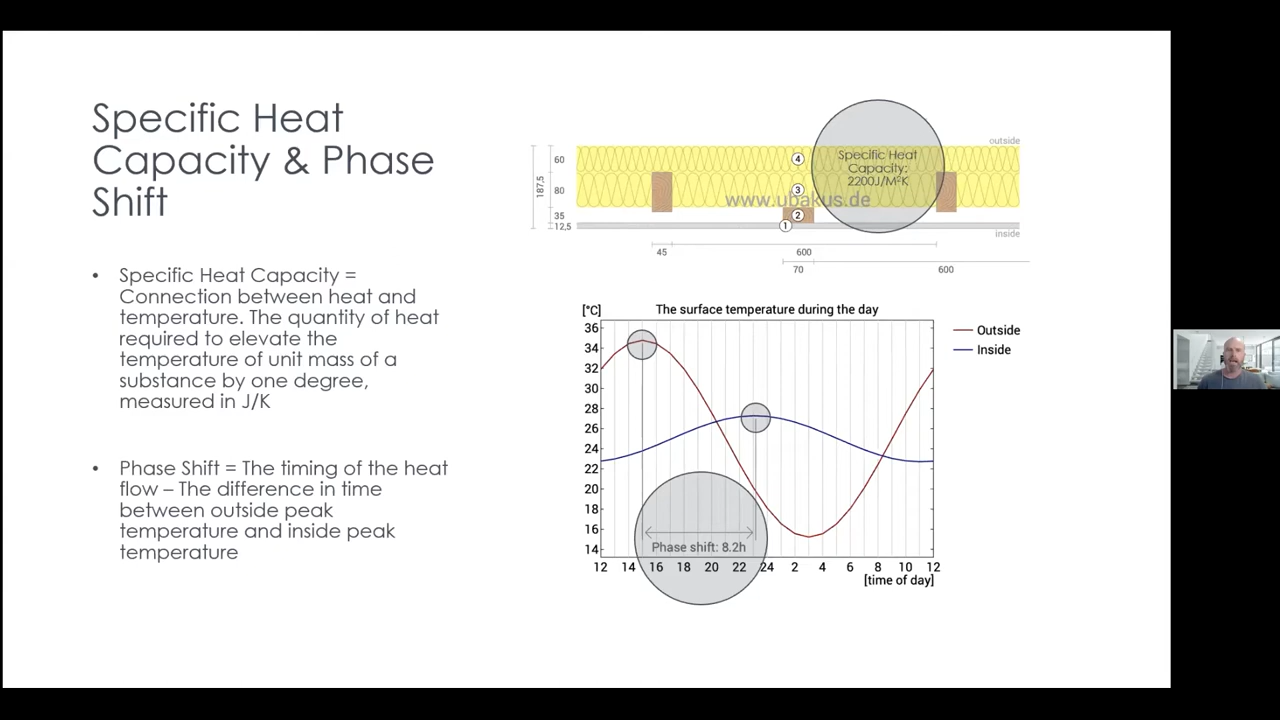 Specific Heat
Capacity & Phase
Shift
• Specific Heat Capacity =
Connection between heat and
temperature. The quantity of heat
required to elevate the
temperature of unit mass of a
substance by one degree,
measured in J/K
• Phase Shift = The timing of the heat
flow – The difference in time
between outside peak
temperature and inside peak
temperature
outside
187,5
60
80
35
12,5
4
3
2
1
Specific Heat
Capacity:
2200J/M²K
www.ubakus.de
inside
45
600
70
600
[°C]
The surface temperature during the day
36
34
32
30
28
26
24
22
20
18
16
14
Outside
Inside
Phase shift: 8.2h
12 14 16 18 20 22 24 2 4 6 8 10 12
[time of day]